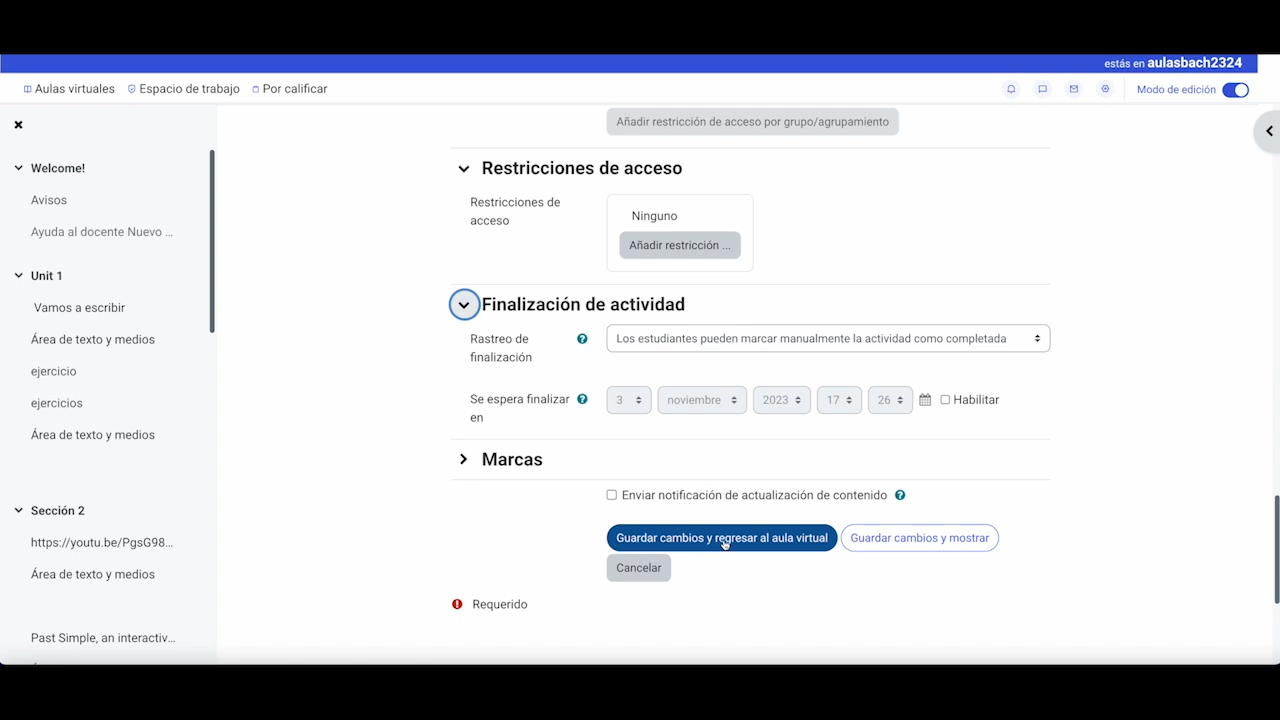 estás en aulasbach2324
Aulas virtuales Espacio de trabajo Por calificar
Modo de edición
Welcome!
Avisos
Ayuda al docente Nuevo ...
Unit 1
Vamos a escribir
Área de texto y medios
ejercicio
ejercicios
Área de texto y medios
Sección 2
https://youtu.be/PgsG98...
Área de texto y medios
Past Simple, an interactiv...
Añadir restricción de acceso por grupo/agrupamiento
Restricciones de acceso
Restricciones de
acceso
Ninguno
Añadir restricción ...
Finalización de actividad
Rastreo de
finalización
Los estudiantes pueden marcar manualmente la actividad como completada
Se espera finalizar
en
3 noviembre 2023 17 26 Habilitar
Marcas
Enviar notificación de actualización de contenido
Guardar cambios y regresar al aula virtual Guardar cambios y mostrar
Cancelar
Requerido